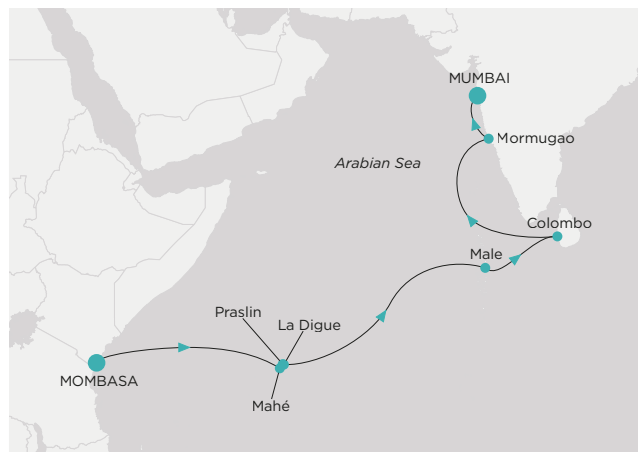 MUMBAI
Mormugao
Arabian Sea
Colombo
Male
Praslin
La Digue
MOMBASA
Mahé